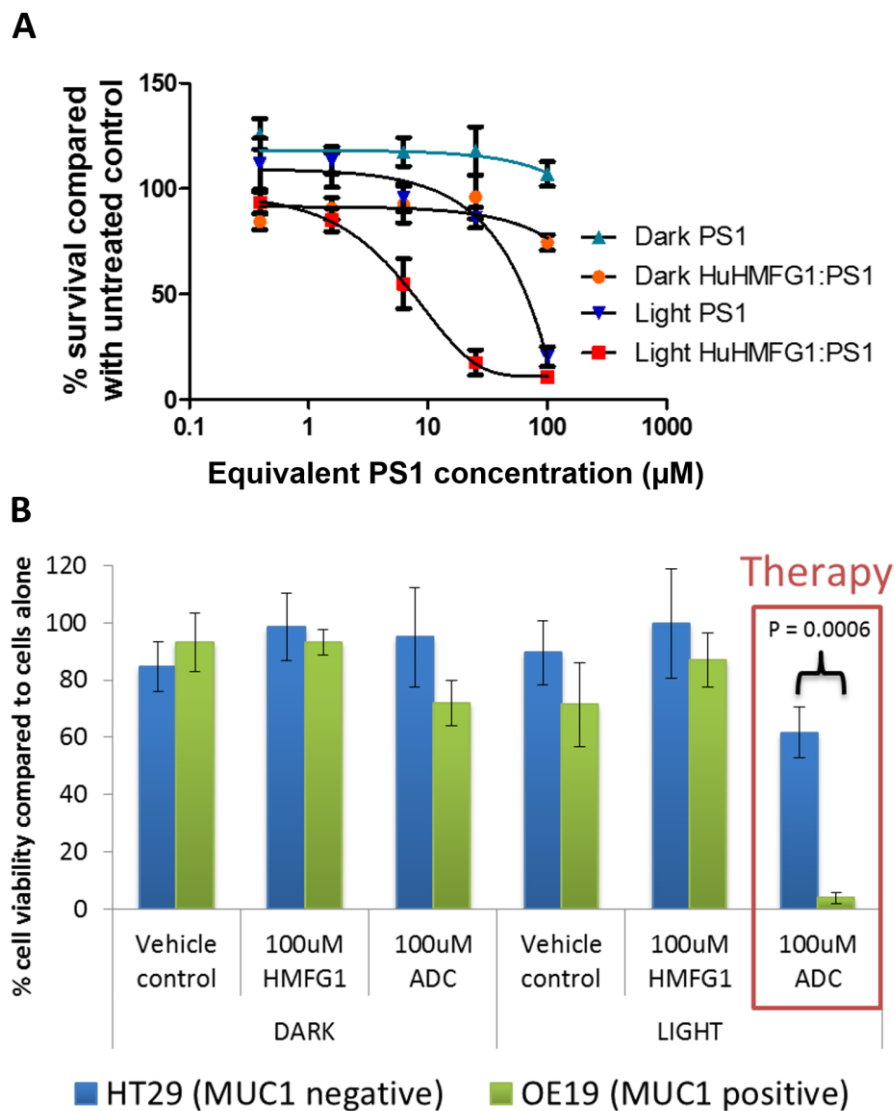 A
% survival compared
with untreated control
150
100
50
0
0.1
1
10
100
1000
Equivalent PS1 concentration (µM)
Dark PS1
Dark HuHMFG1:PS1
Light PS1
Light HuHMFG1:PS1
B
% cell viability compared to cells alone
120
100
80
60
40
20
0
Therapy
P = 0.0006
Vehicle control
100uM HMFG1
100uM ADC
Vehicle control
100uM HMFG1
100uM ADC
DARK
LIGHT
HT29 (MUC1 negative)
OE19 (MUC1 positive)